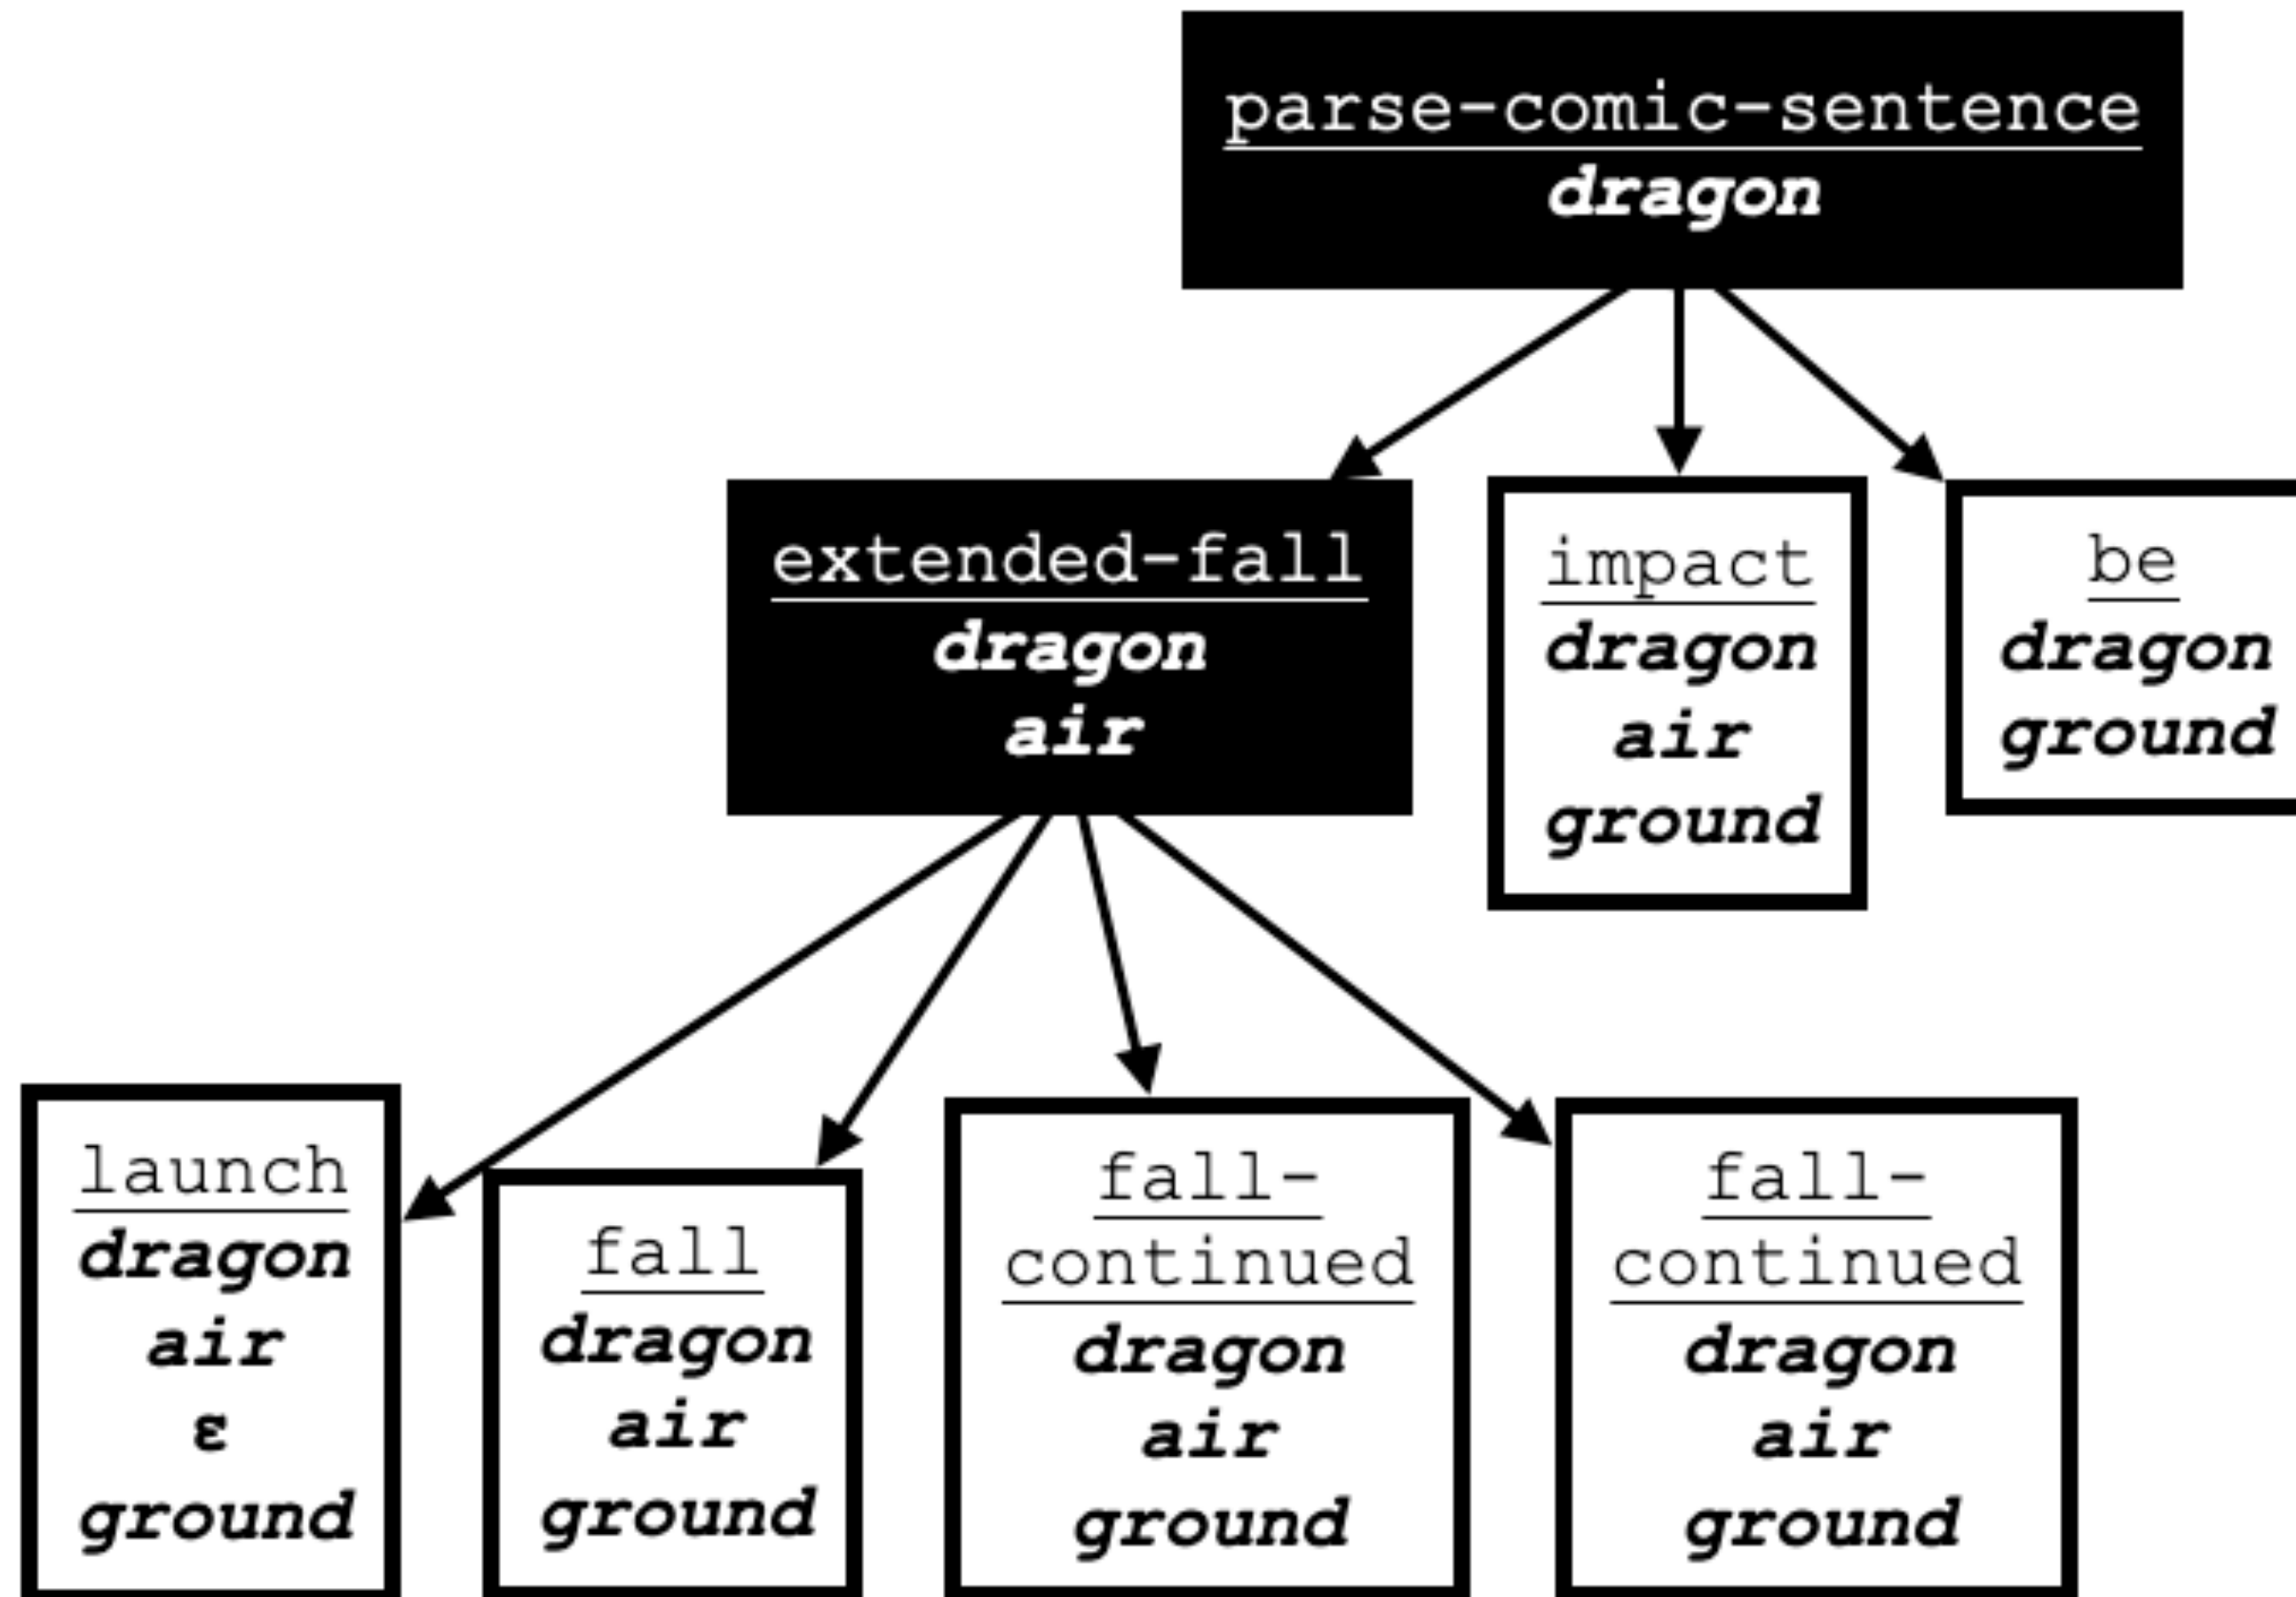 parse-comic-sentence
dragon
extended-fall
dragon
air
impact
dragon
air
ground
be
dragon
ground
launch
dragon
air
ε
ground
fall
dragon
air
ground
fall-
continued
dragon
air
ground
fall-
continued
dragon
air
ground